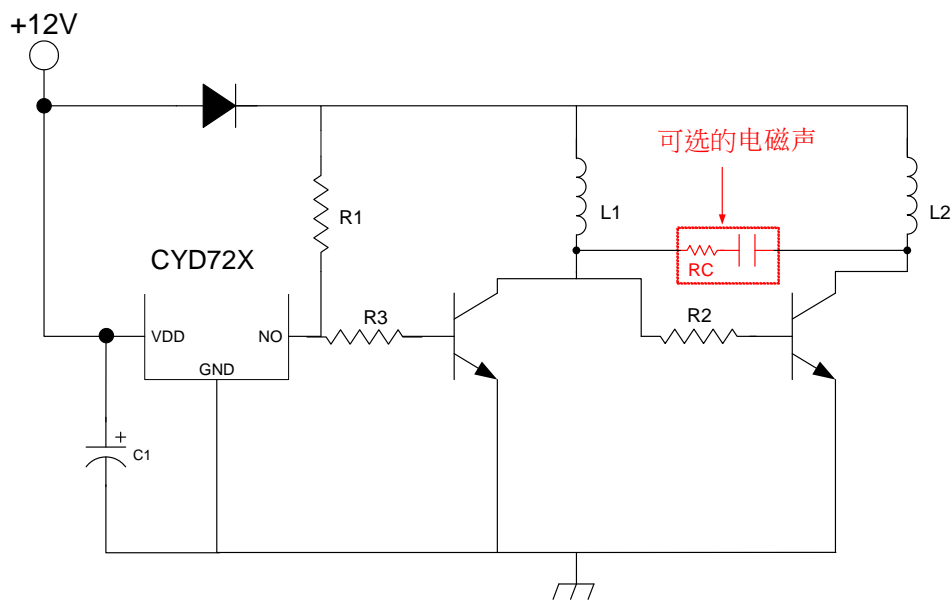 +12V
可选的电磁声
R1
L1
L2
CYD72X
RC
VDD
NO
R3
R2
GND
+
C1